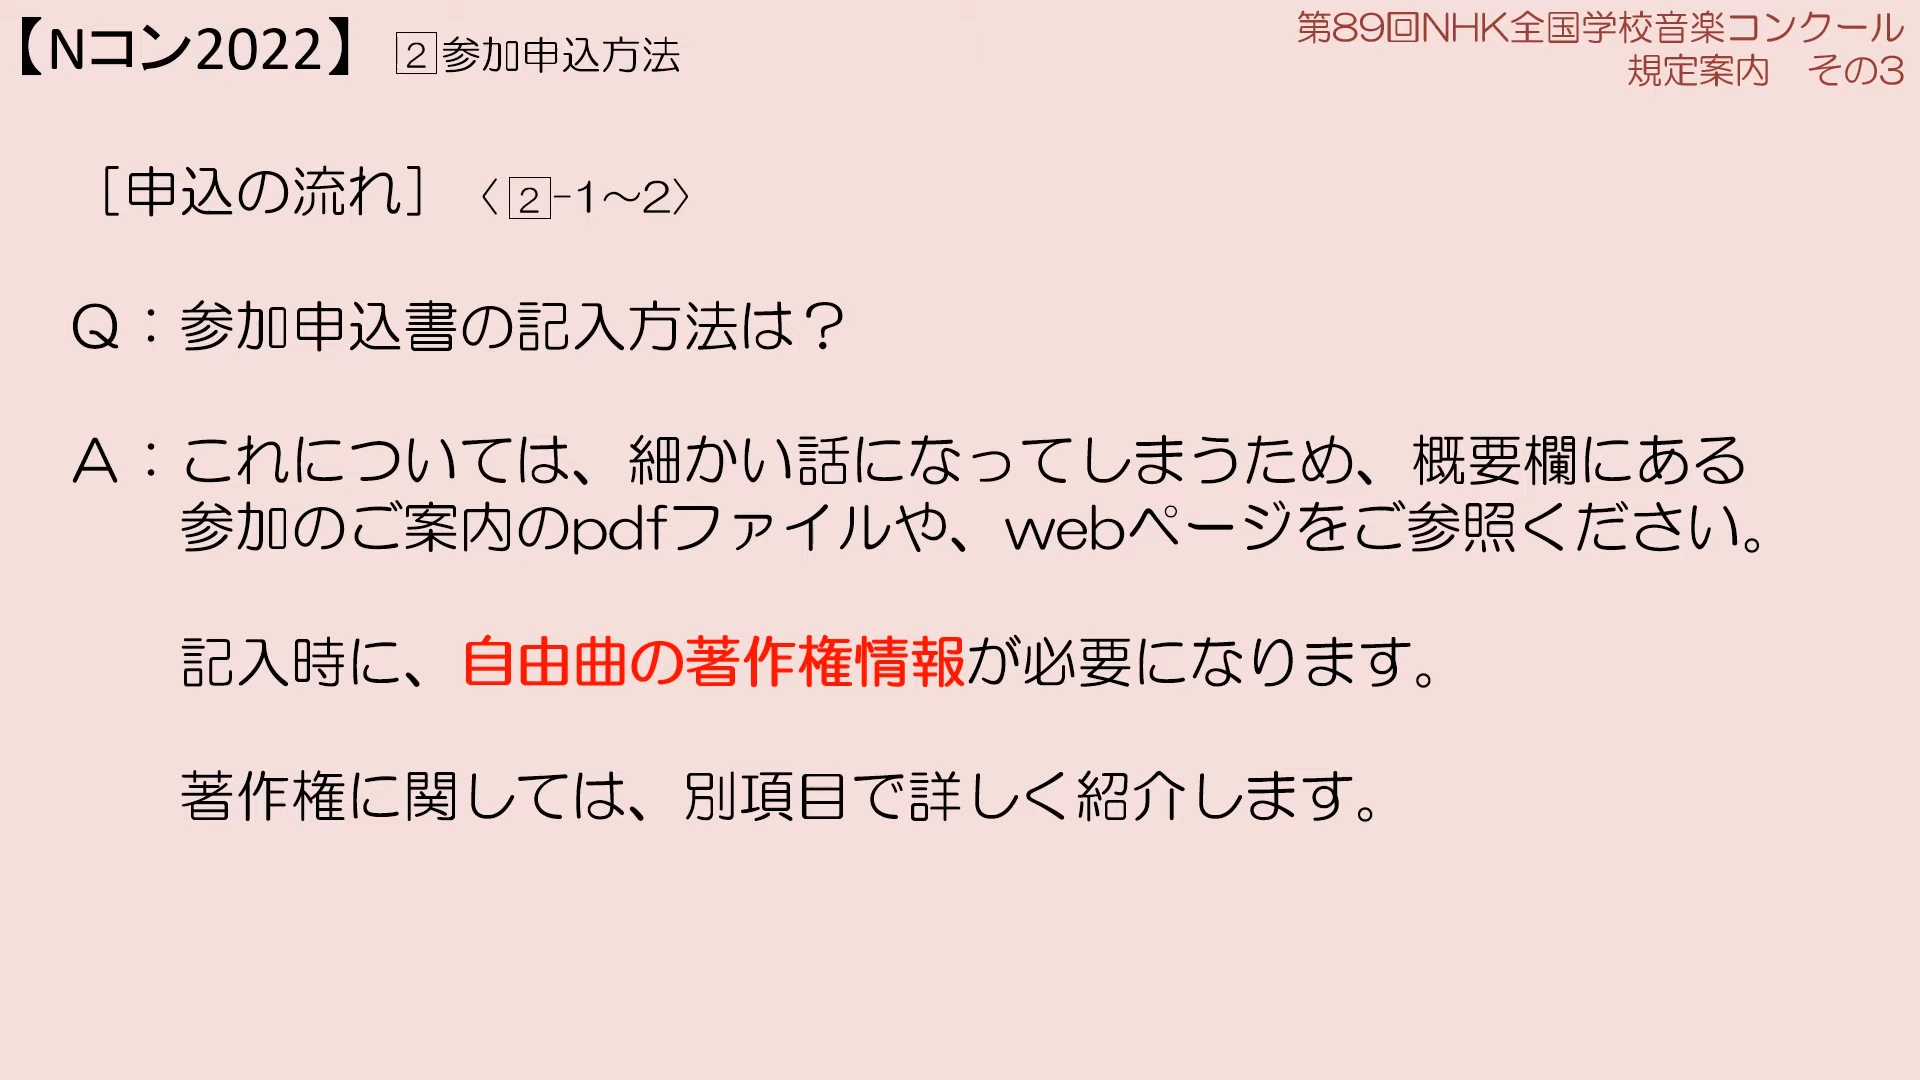 【Nコン2022】 2参加申込方法
第89回NHK全国学校音楽コンクール
規定案内　その3
［申込の流れ］〈2-1～2〉
Q：参加申込書の記入方法は？
A：これについては、細かい話になってしまうため、概要欄にある
参加のご案内のpdfファイルや、webページをご参照ください。
記入時に、自由曲の著作権情報が必要になります。
著作権に関しては、別項目で詳しく紹介します。